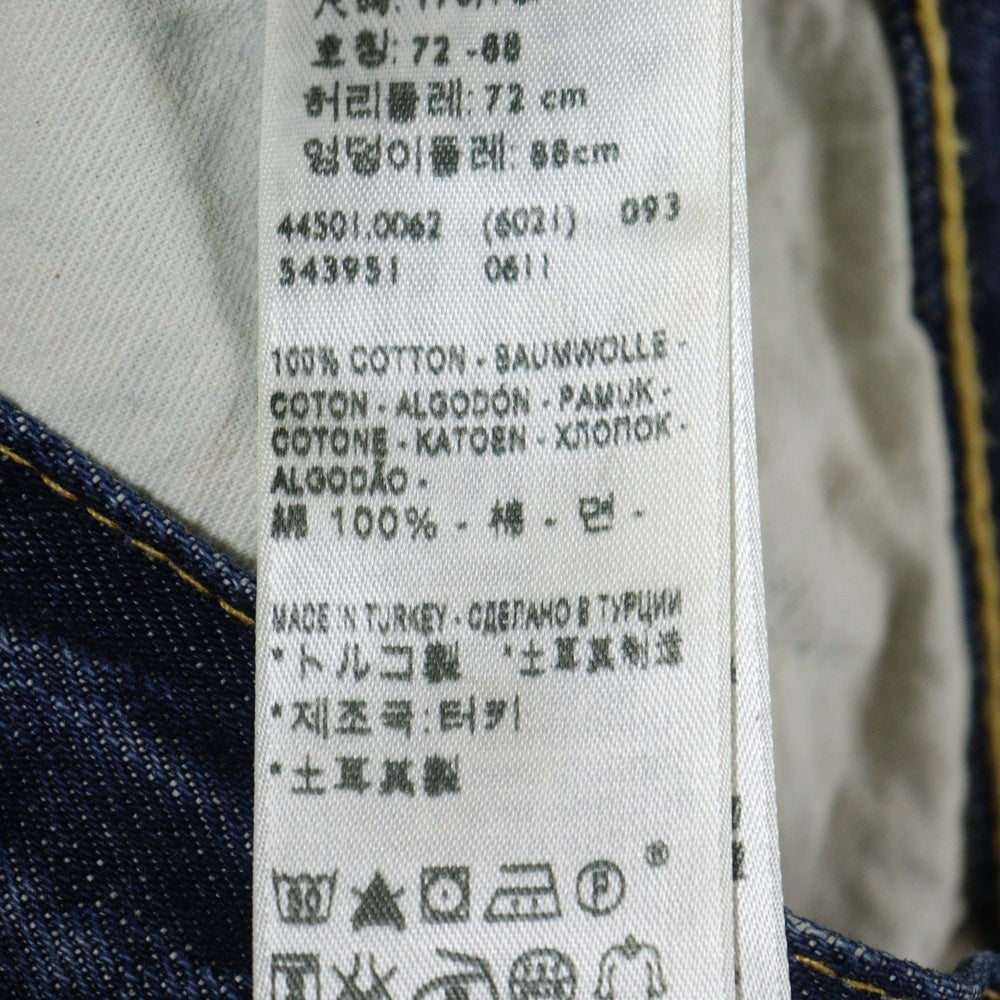 호칭: 72 -88
허리둘레: 72 cm
엉덩이둘레: 88cm
44501.0062 (6021) 093
543951 0611
100% COTTON - BAUMWOLLE -
COTON - ALGODÓN - PAMUK -
COTONE - KATOEN - ХЛОПОК -
ALGODÃO -
綿 100% - 棉 - 면 -
MADE IN TURKEY - СДЕЛАНО В ТУРЦИИ
*トルコ製 *土耳其制造
*제조국:터키
*土耳其製
P ®